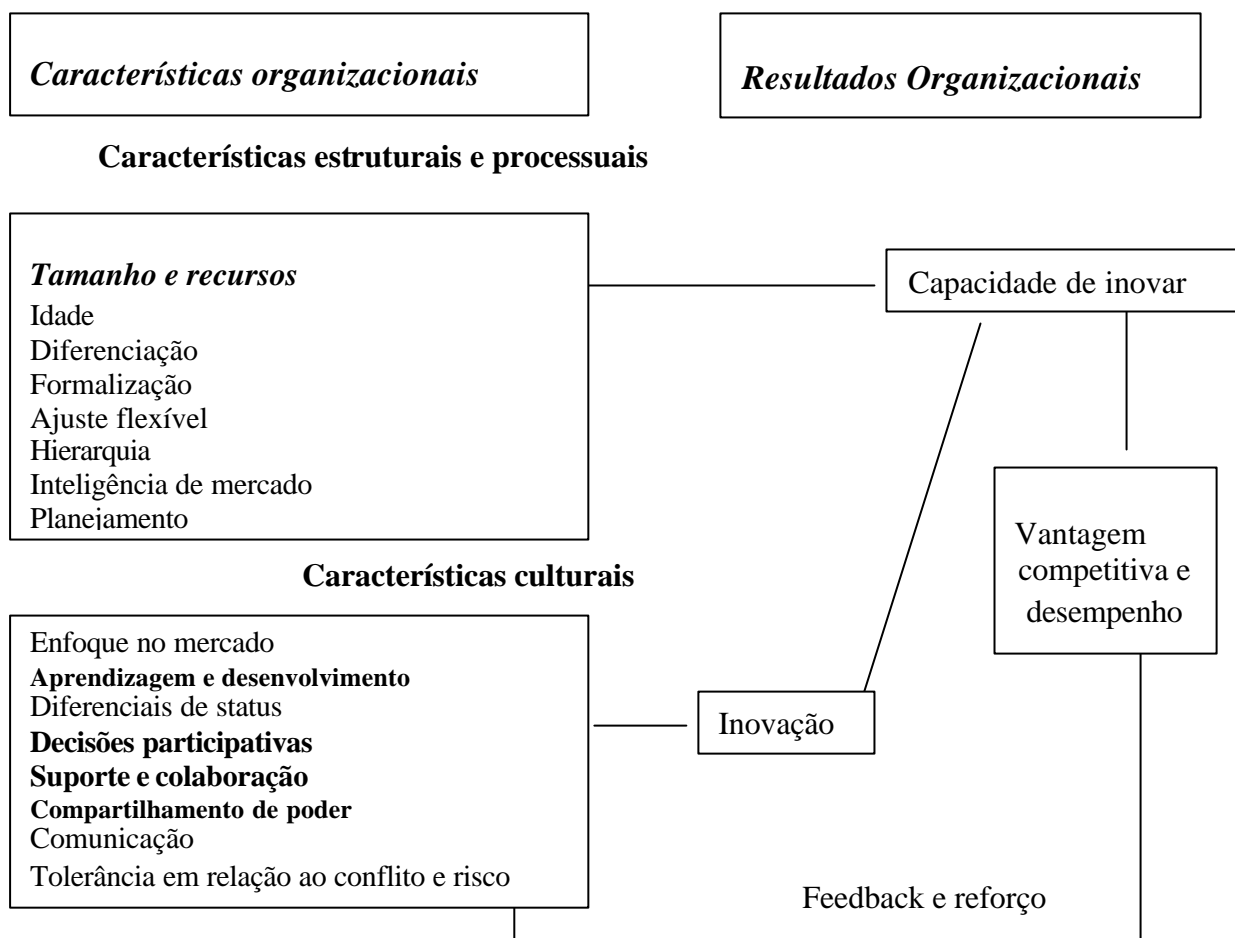 Características organizacionais
Resultados Organizacionais
Características estruturais e processuais
Tamanho e recursos
Idade
Diferenciação
Formalização
Ajuste flexível
Hierarquia
Inteligência de mercado
Planejamento
Capacidade de inovar
Vantagem
competitiva e
desempenho
Características culturais
Enfoque no mercado
Aprendizagem e desenvolvimento
Diferenciais de status
Decisões participativas
Suporte e colaboração
Compartilhamento de poder
Comunicação
Tolerância em relação ao conflito e risco
Inovação
Feedback e reforço